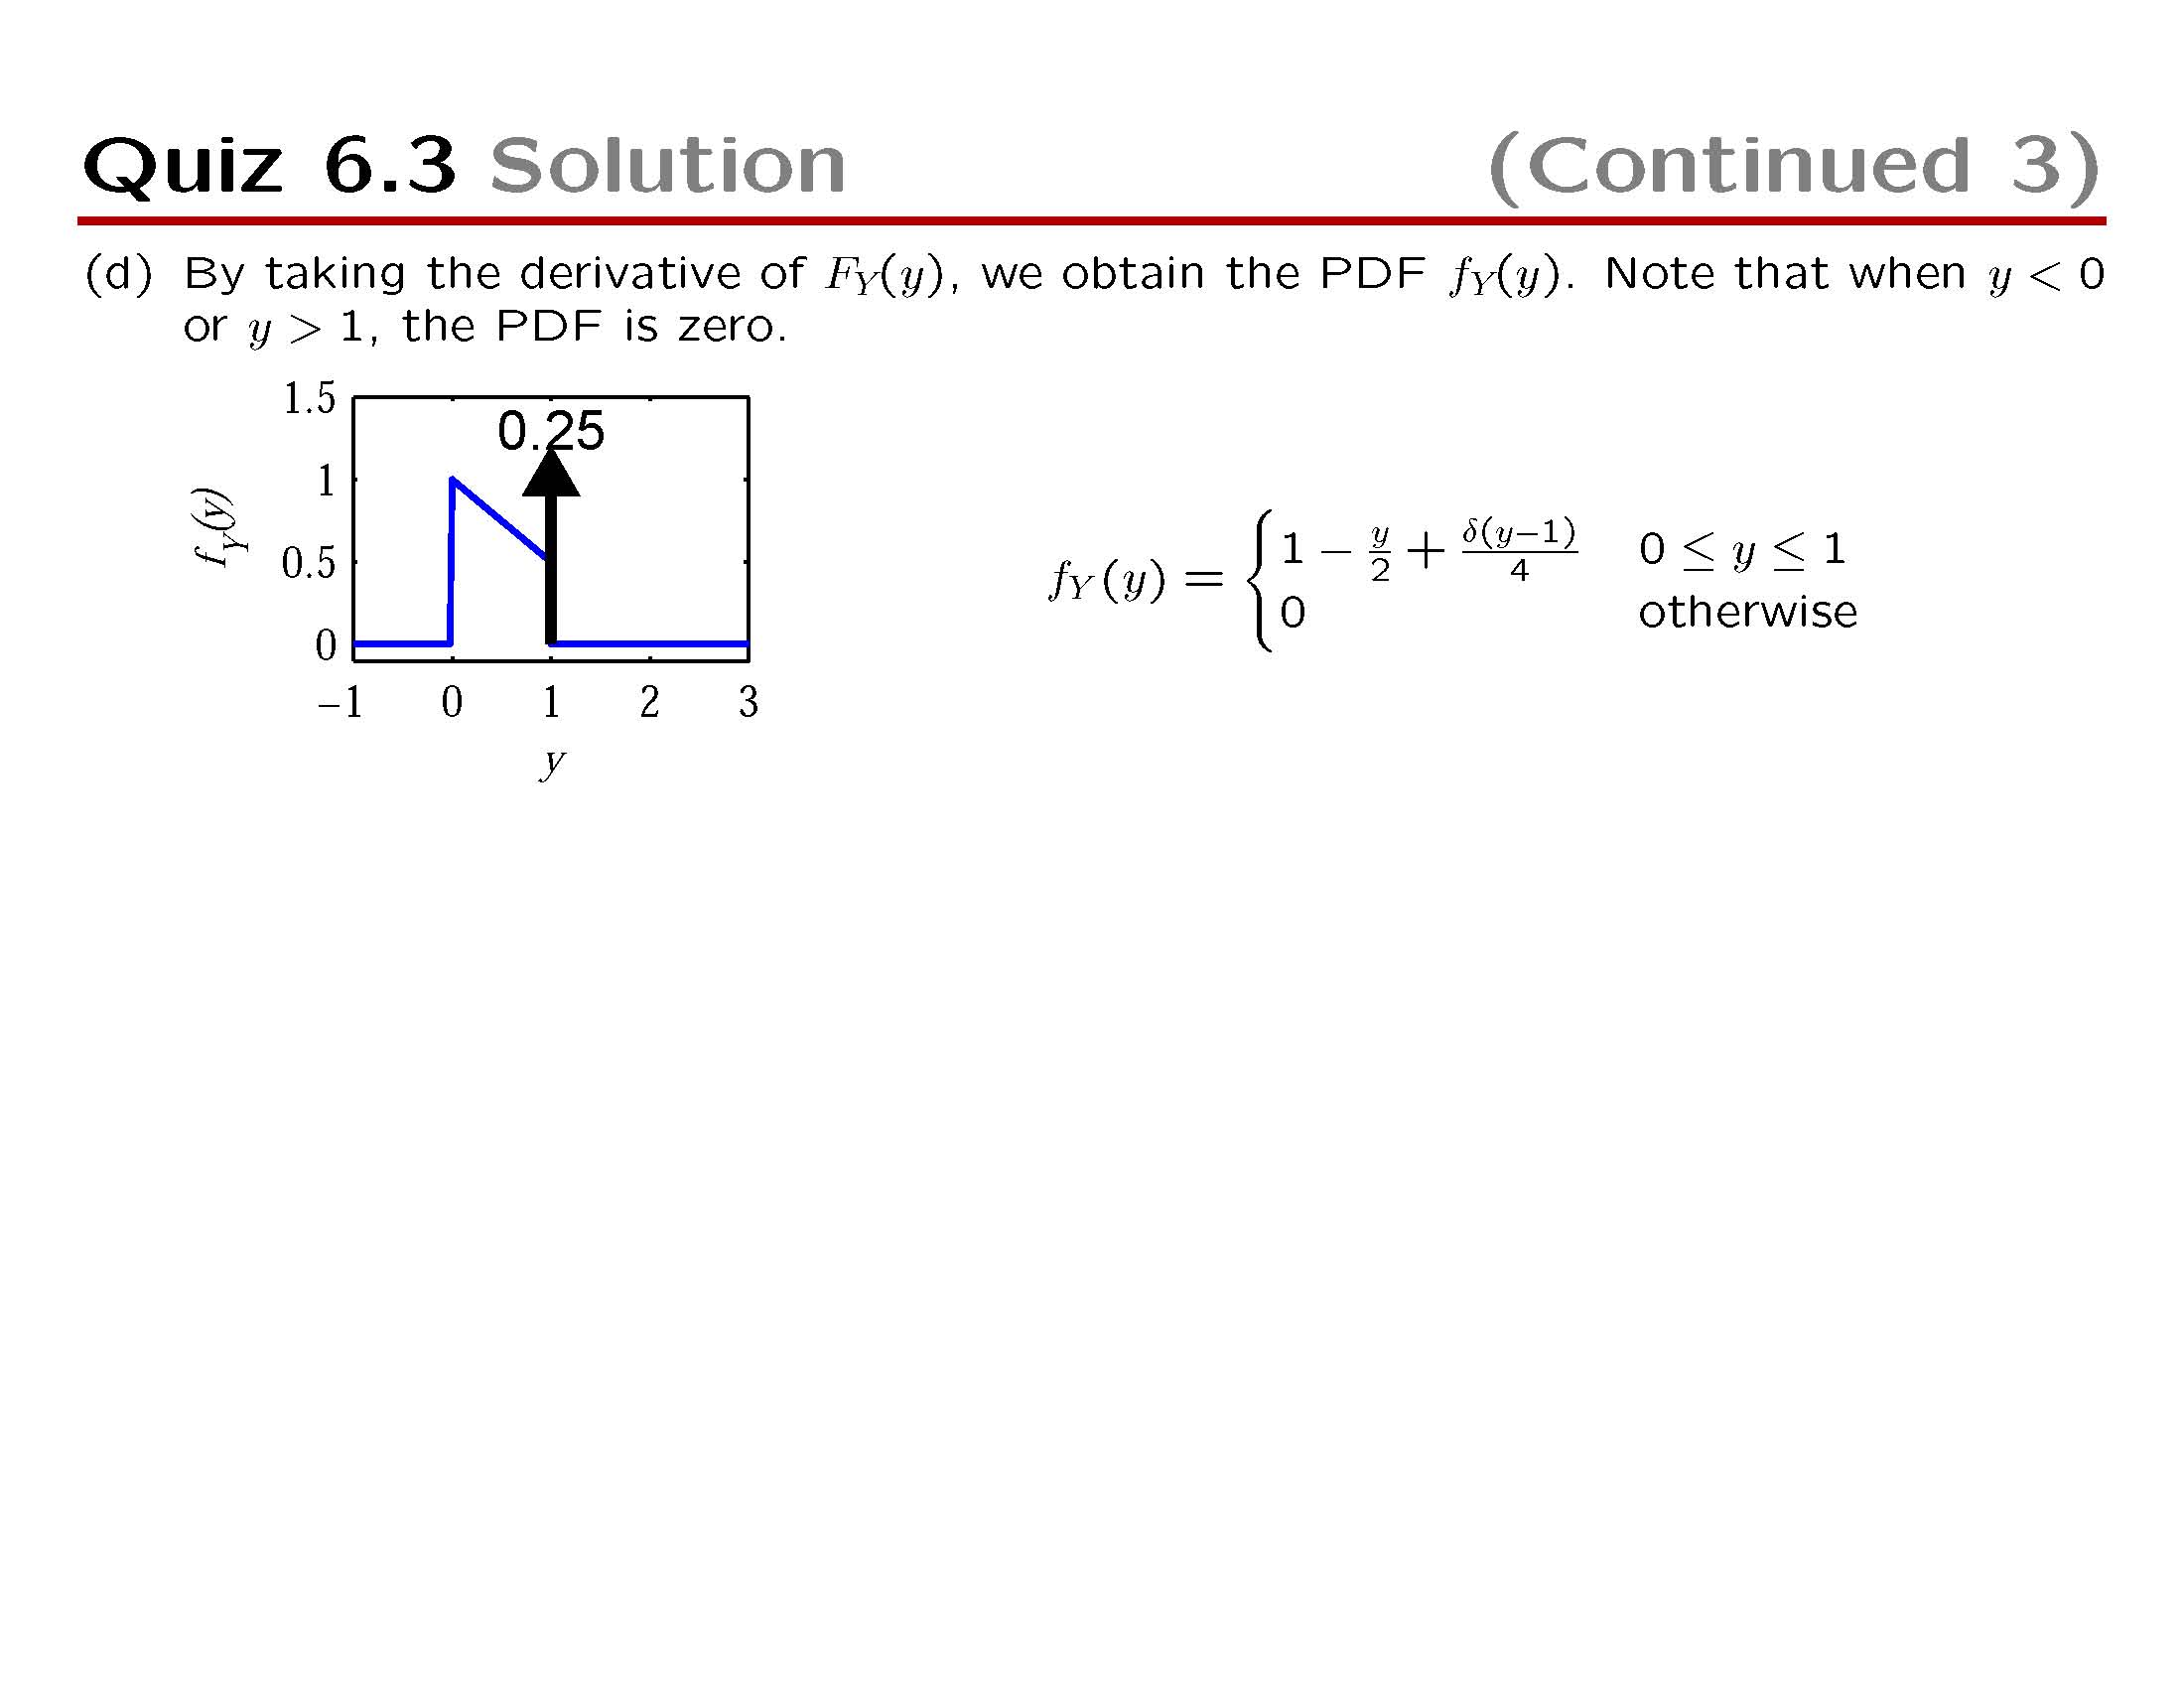 Quiz 6.3 Solution (Continued 3)
(d) By taking the derivative of F_Y(y), we obtain the PDF f_Y(y). Note that when y < 0
or y > 1, the PDF is zero.
1.5
0.25
1
f_Y(y)
0.5
0
−1 0 1 2 3
y
f_Y(y) = { 1 − y/2 + δ(y−1)/4 0 ≤ y ≤ 1
0 otherwise